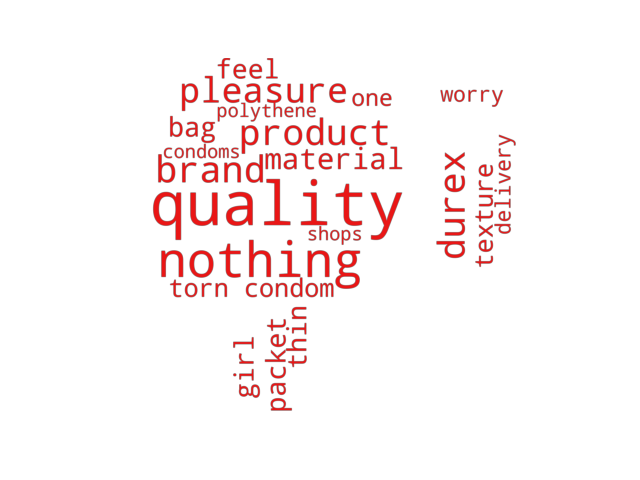 feel
pleasure one
worry
polythene
bag product
condoms material
brand
quality
durex
texture
delivery
shops
nothing
torn condom
girl
packet
thin